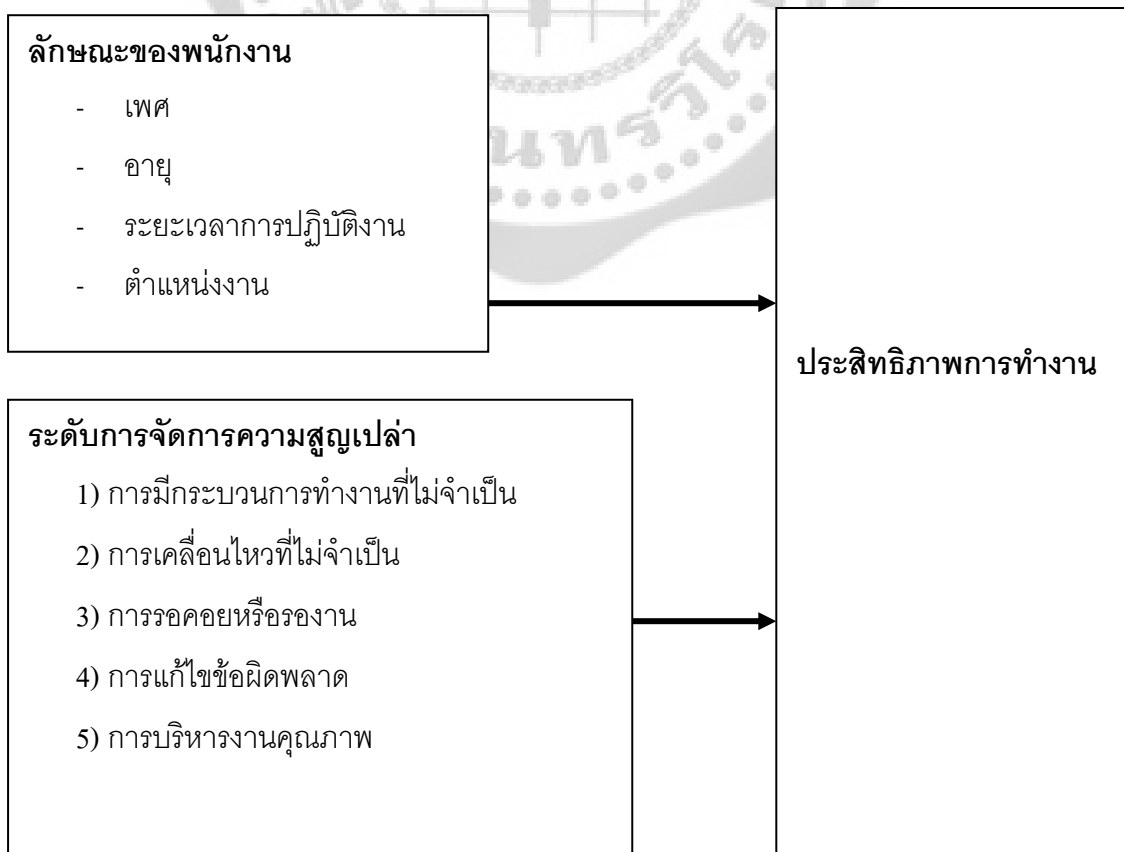 ลักษณะของพนักงาน
- เพศ
- อายุ
- ระยะเวลาการปฏิบัติงาน
- ตำแหน่งงาน
ระดับการจัดการความสูญเปล่า
1) การมีกระบวนการทำงานที่ไม่จำเป็น
2) การเคลื่อนไหวที่ไม่จำเป็น
3) การรอคอยหรือรองาน
4) การแก้ไขข้อผิดพลาด
5) การบริหารงานคุณภาพ
ประสิทธิภาพการทำงาน